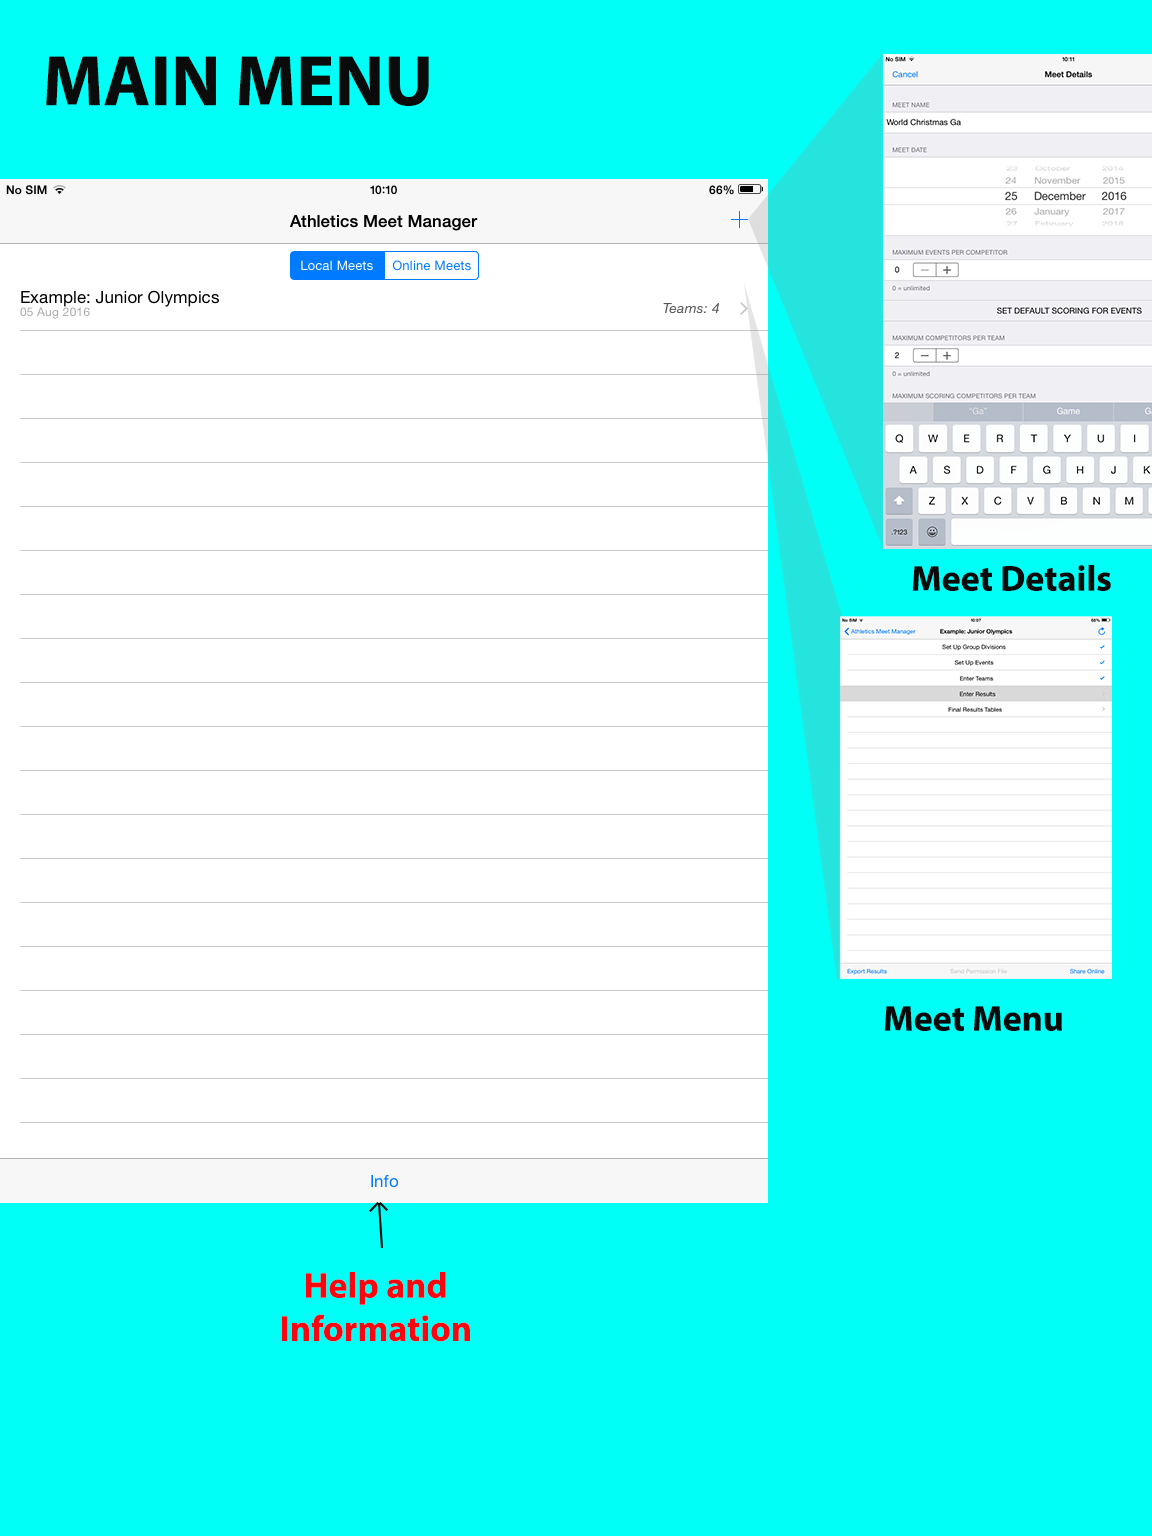 MAIN MENU
No SIM 10:10 66%
Athletics Meet Manager
Local Meets Online Meets
Example: Junior Olympics
05 Aug 2016
Teams: 4
Info
Help and
Information
No SIM 10:11
Cancel Meet Details
MEET NAME
World Christmas Ga
MEET DATE
23 October 2014
24 November 2015
25 December 2016
26 January 2017
27 February 2018
MAXIMUM EVENTS PER COMPETITOR
0
0 = unlimited
SET DEFAULT SCORING FOR EVENTS
MAXIMUM COMPETITORS PER TEAM
2
0 = unlimited
MAXIMUM SCORING COMPETITORS PER TEAM
"Ga" Game G
Q W E R T Y U I
A S D F G H J K
Z X C V B N M
.?123
Meet Details
No SIM 10:07 66%
Athletics Meet Manager Example: Junior Olympics
Set Up Group Divisions
Set Up Events
Enter Teams
Enter Results
Final Results Tables
Export Results Send Permission File Share Online
Meet Menu